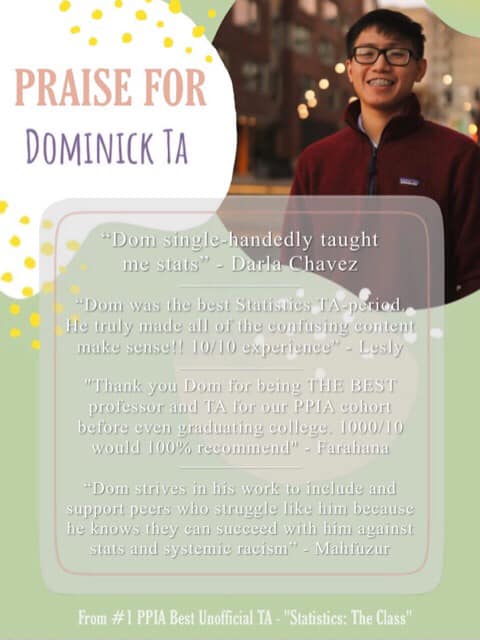 PRAISE FOR
DOMINICK TA
patagonia
“Dom single-handedly taught
me stats” - Darla Chavez
“Dom was the best Statistics TA-period.
He truly made all of the confusing content
make sense!! 10/10 experience” - Lesly
"Thank you Dom for being THE BEST
professor and TA for our PPIA cohort
before even graduating college. 1000/10
would 100% recommend" - Farahana
“Dom strives in his work to include and
support peers who struggle like him because
he knows they can succeed with him against
stats and systemic racism” - Mahfuzur
From #1 PPIA Best Unofficial TA - "Statistics: The Class"